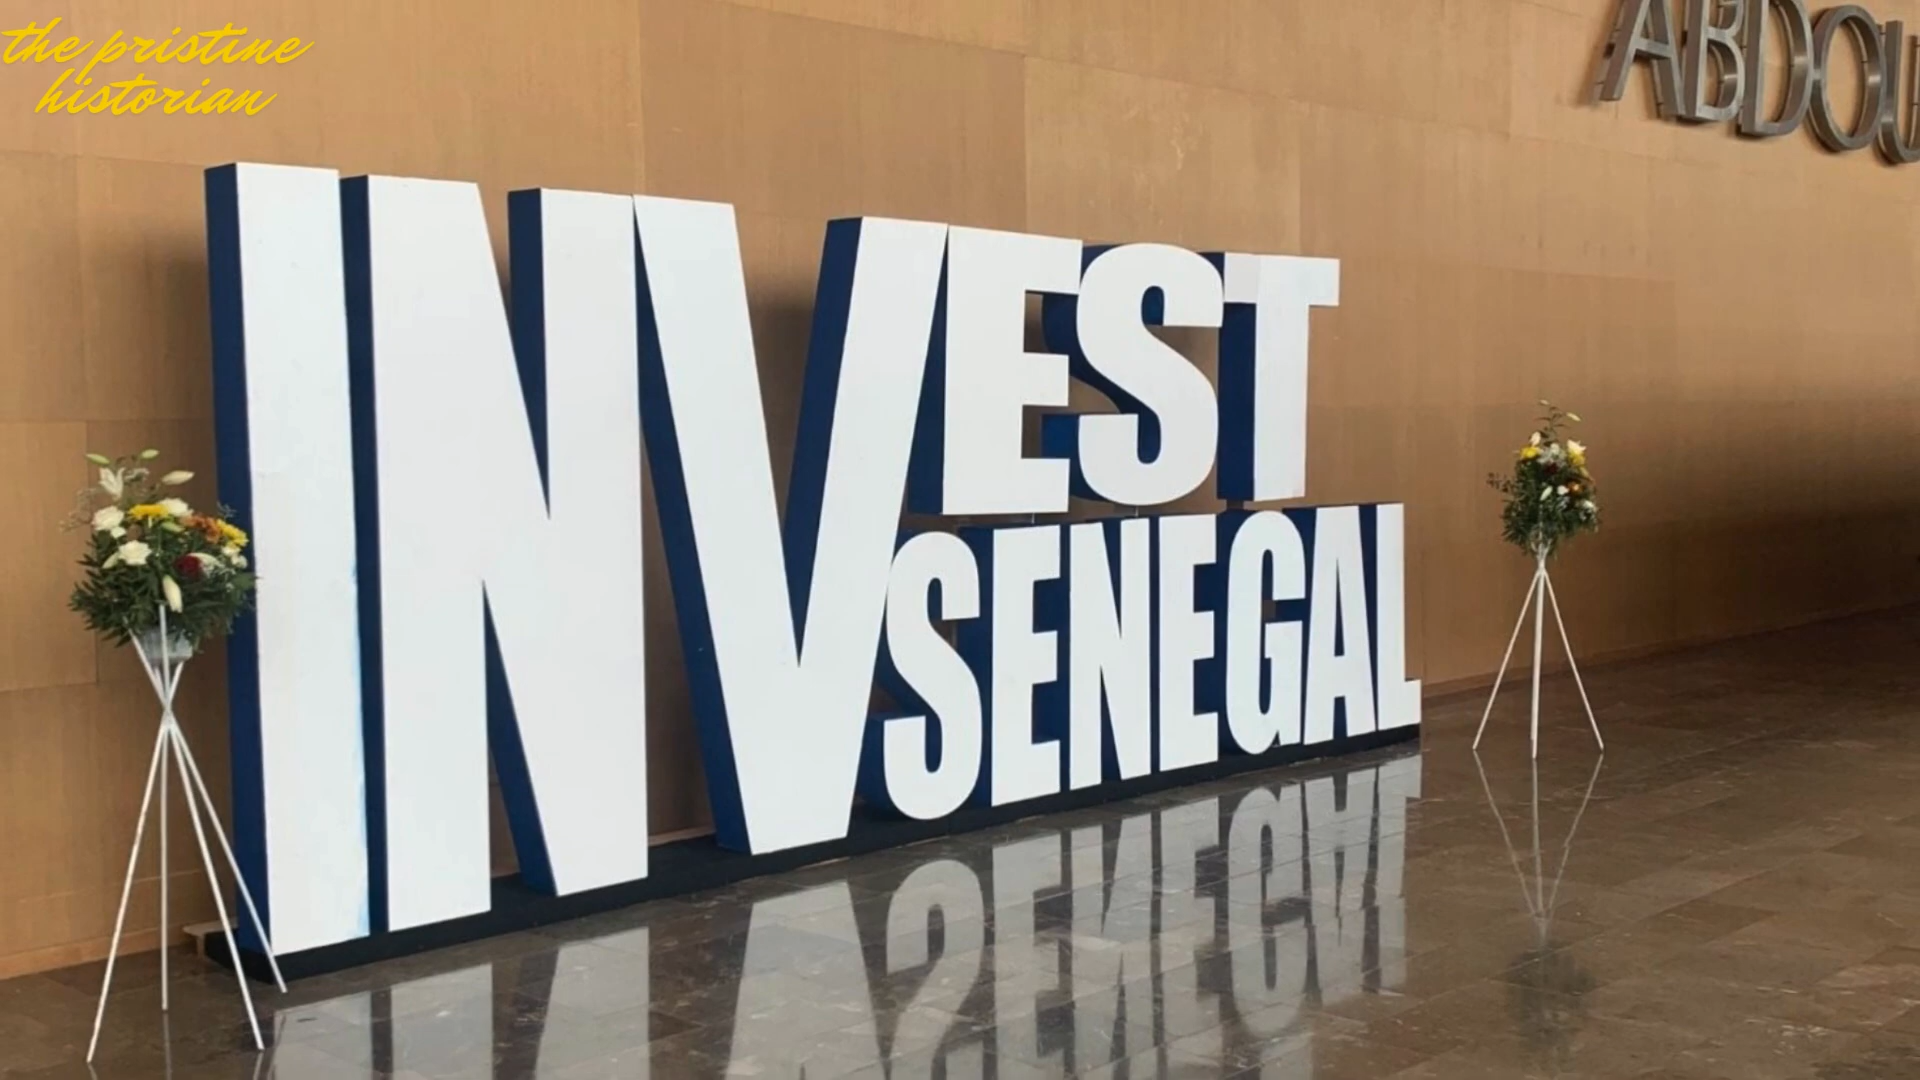 the pristine
historian
ABDOU
INVEST
SENEGAL